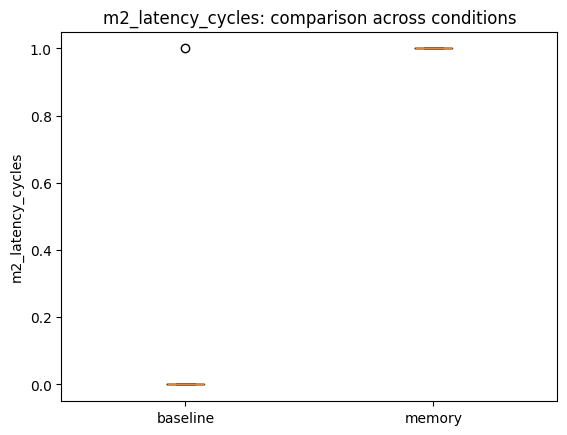 m2_latency_cycles: comparison across conditions
m2_latency_cycles
1.0
0.8
0.6
0.4
0.2
0.0
baseline
memory